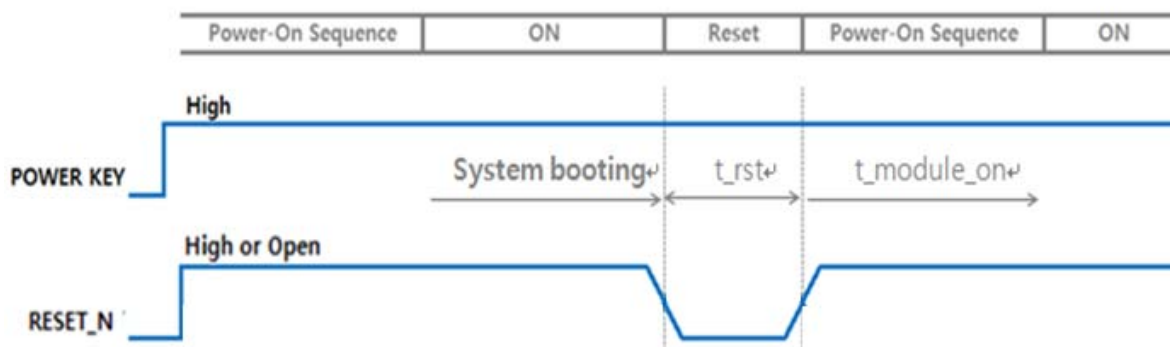 Power-On Sequence ON Reset Power-On Sequence ON
High
POWER KEY
System booting↵ t_rst↵ t_module_on↵
High or Open
RESET_N